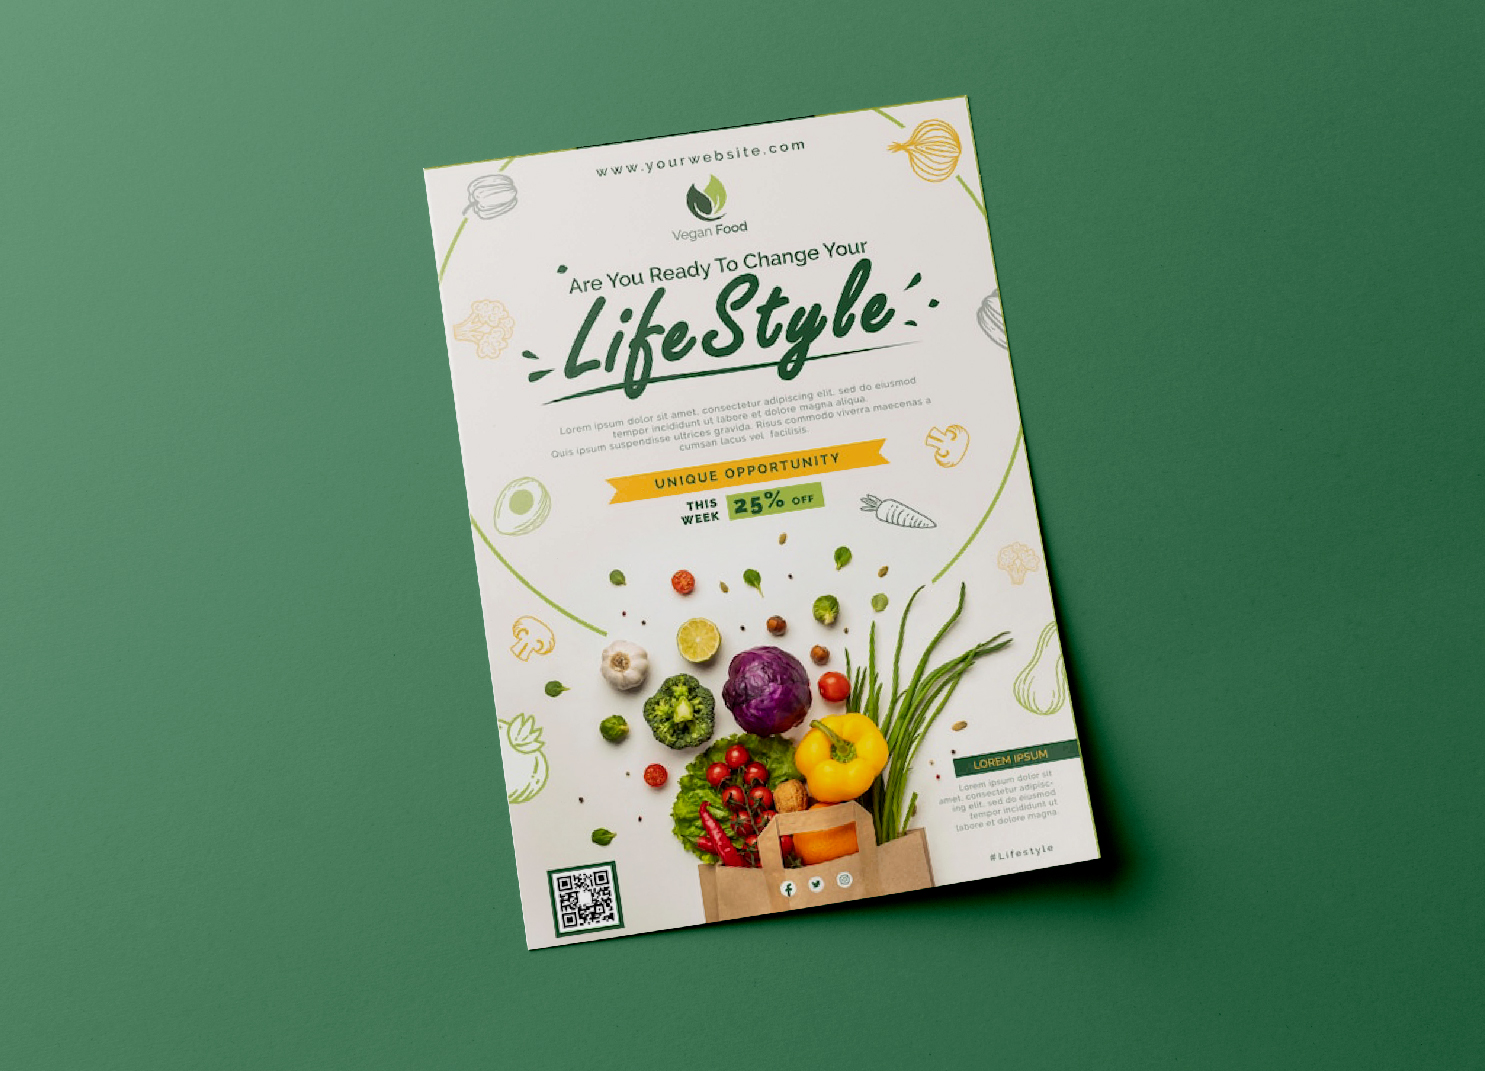 www.yourwebsite.com
Vegan Food
Are You Ready To Change Your
LifeStyle
Lorem ipsum dolor sit amet, consectetur adipiscing elit, sed do eiusmod
tempor incididunt ut labore et dolore magna aliqua.
Quis ipsum suspendisse ultrices gravida. Risus commodo viverra maecenas a
cumsan lacus vel facilisis.
UNIQUE OPPORTUNITY
THIS
WEEK
25% OFF
LOREM IPSUM
Lorem ipsum dolor sit
amet, consectetur adipisc-
ing elit, sed do eiusmod
tempor incididunt ut
labore et dolore magna
#Lifestyle